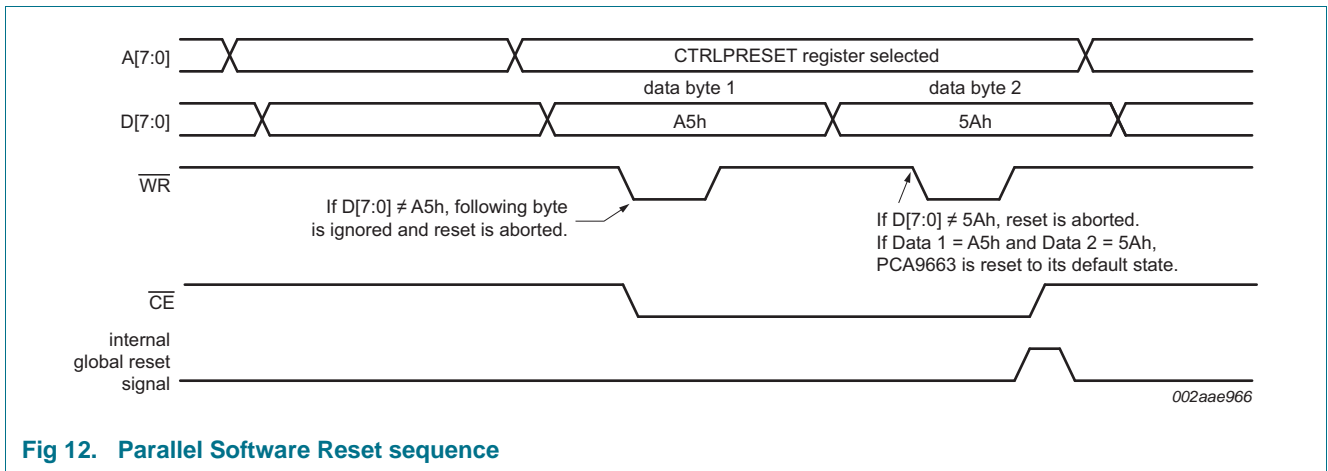 A[7:0]
CTRLPRESET register selected
data byte 1
data byte 2
D[7:0]
A5h
5Ah
WR
If D[7:0] ≠ A5h, following byte
is ignored and reset is aborted.
If D[7:0] ≠ 5Ah, reset is aborted.
If Data 1 = A5h and Data 2 = 5Ah,
PCA9663 is reset to its default state.
CE
internal
global reset
signal
002aae966
Fig 12. Parallel Software Reset sequence